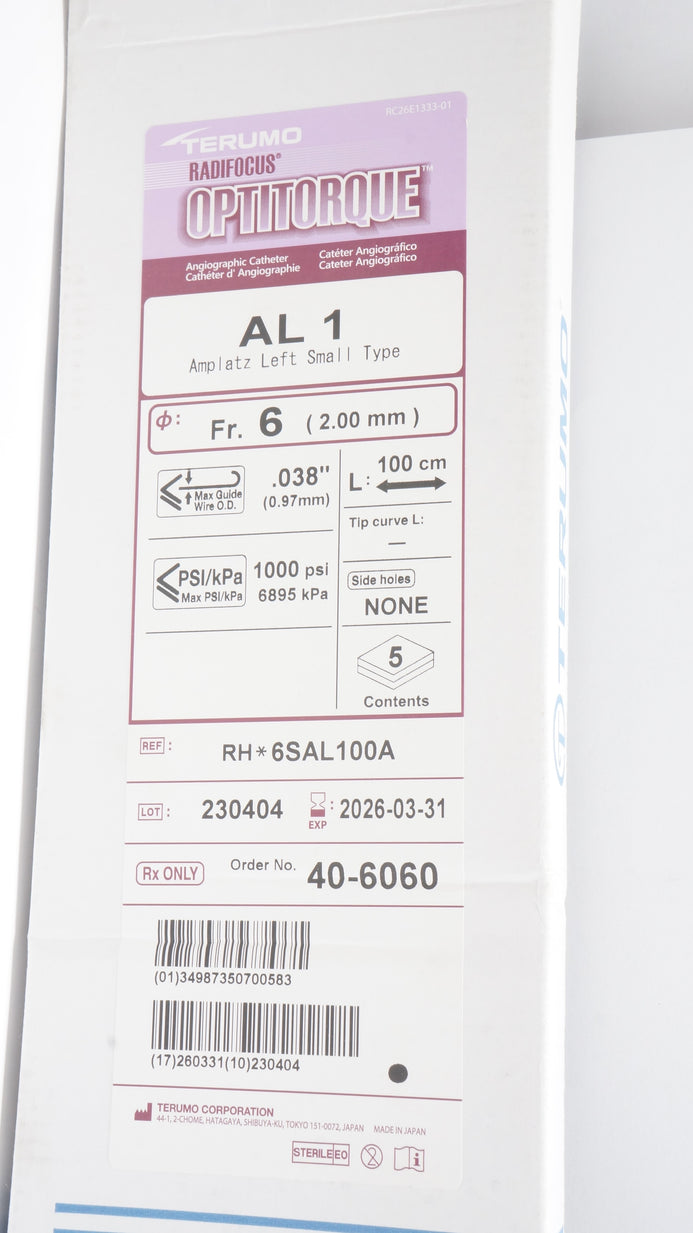 RC26E1333-01
TERUMO
RADIFOCUS®
OPTITORQUE™
Angiographic Catheter
Cathéter d' Angiographie
Catéter Angiográfico
Cateter Angiográfico
AL 1
Amplatz Left Small Type
Φ: Fr. 6 (2.00 mm)
Max Guide
Wire O.D.
.038"
(0.97mm)
L: 100 cm
Tip curve L:
—
PSI/kPa
Max PSI/kPa
1000 psi
6895 kPa
Side holes
NONE
5
Contents
REF: RH*6SAL100A
LOT: 230404 EXP: 2026-03-31
Rx ONLY Order No. 40-6060
(01)34987350700583
(17)260331(10)230404
TERUMO CORPORATION
44-1, 2-CHOME, HATAGAYA, SHIBUYA-KU, TOKYO 151-0072, JAPAN MADE IN JAPAN
STERILE EO
2
i
TERUMO